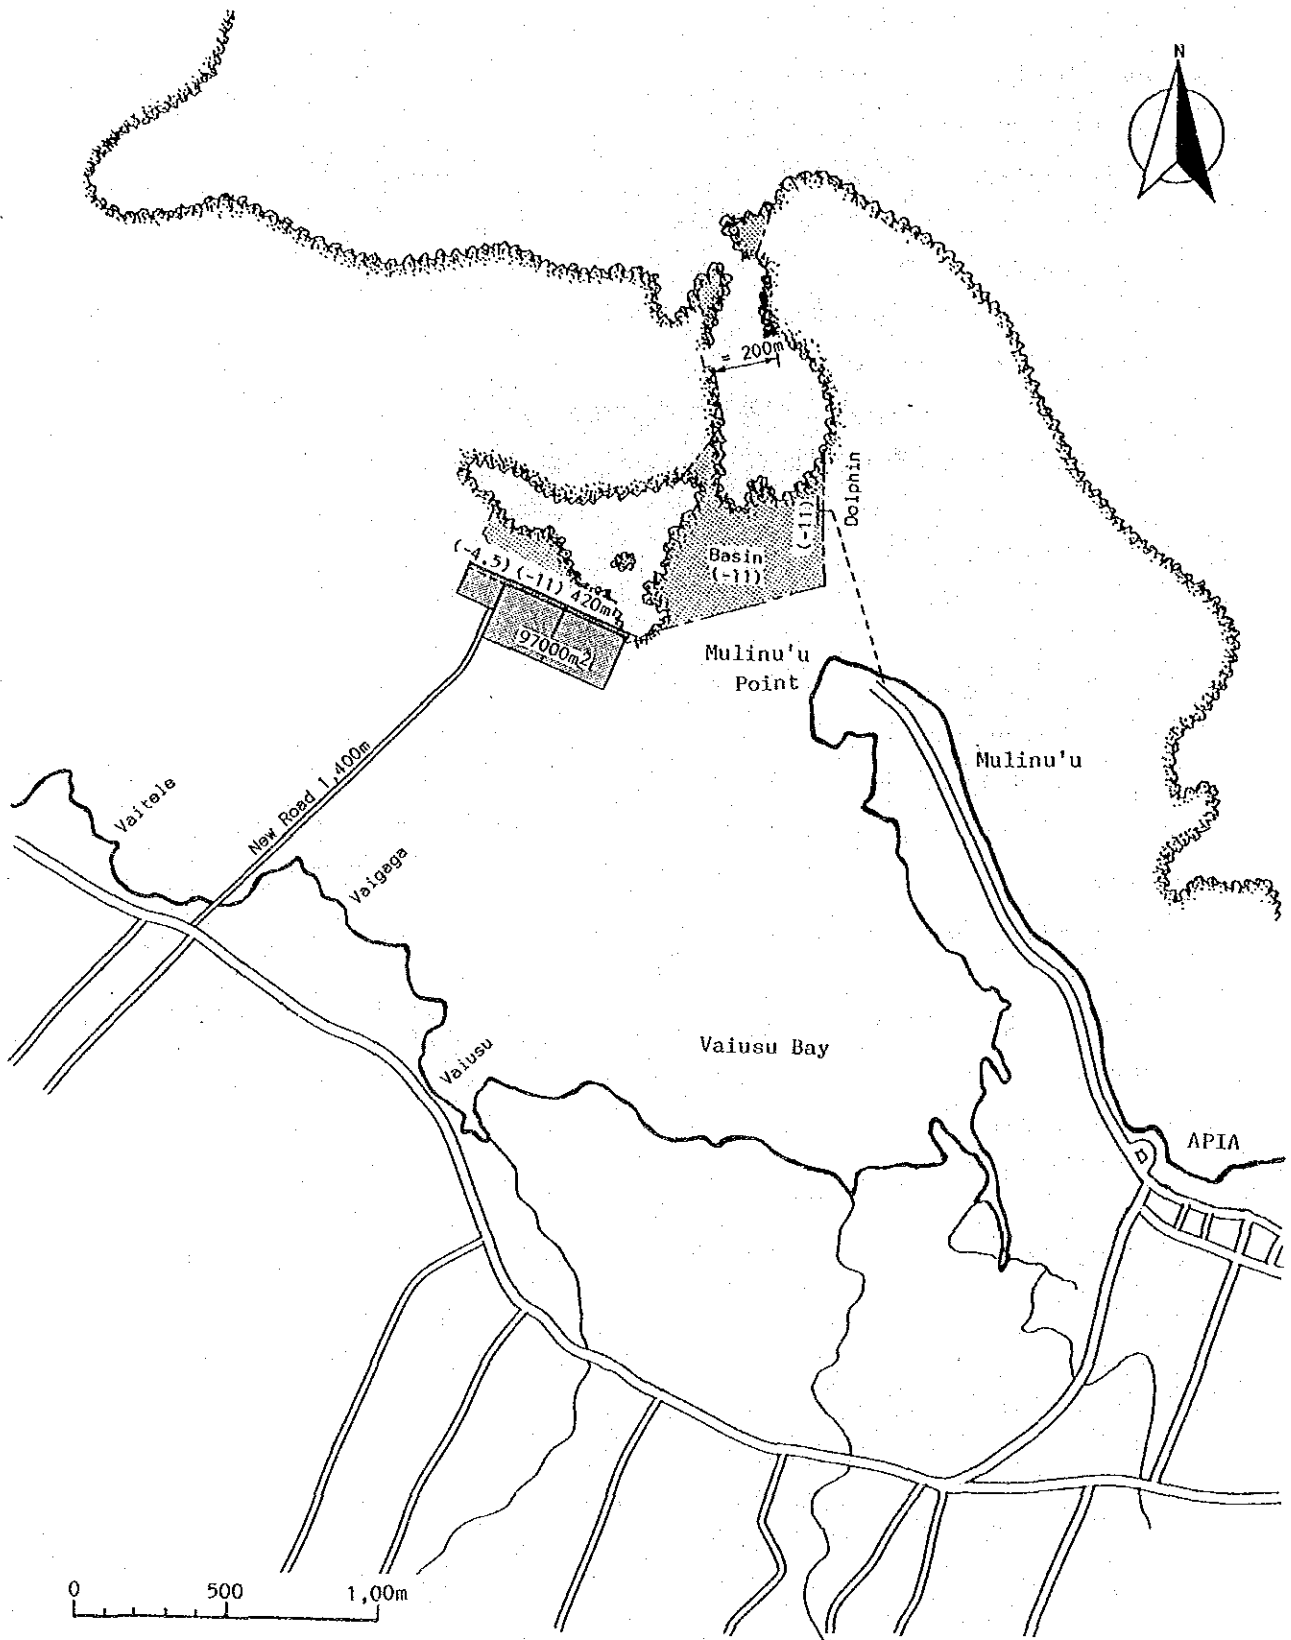 N
= 200m
Dolphin
(-11)
Basin
(-11)
(-4.5) (-11) 420m
97000m2
Mulinu'u
Point
Mulinu'u
New Road 1,400m
Vaitele
Vaigaga
Vaiusu
Vaiusu Bay
APIA
0 500 1,00m